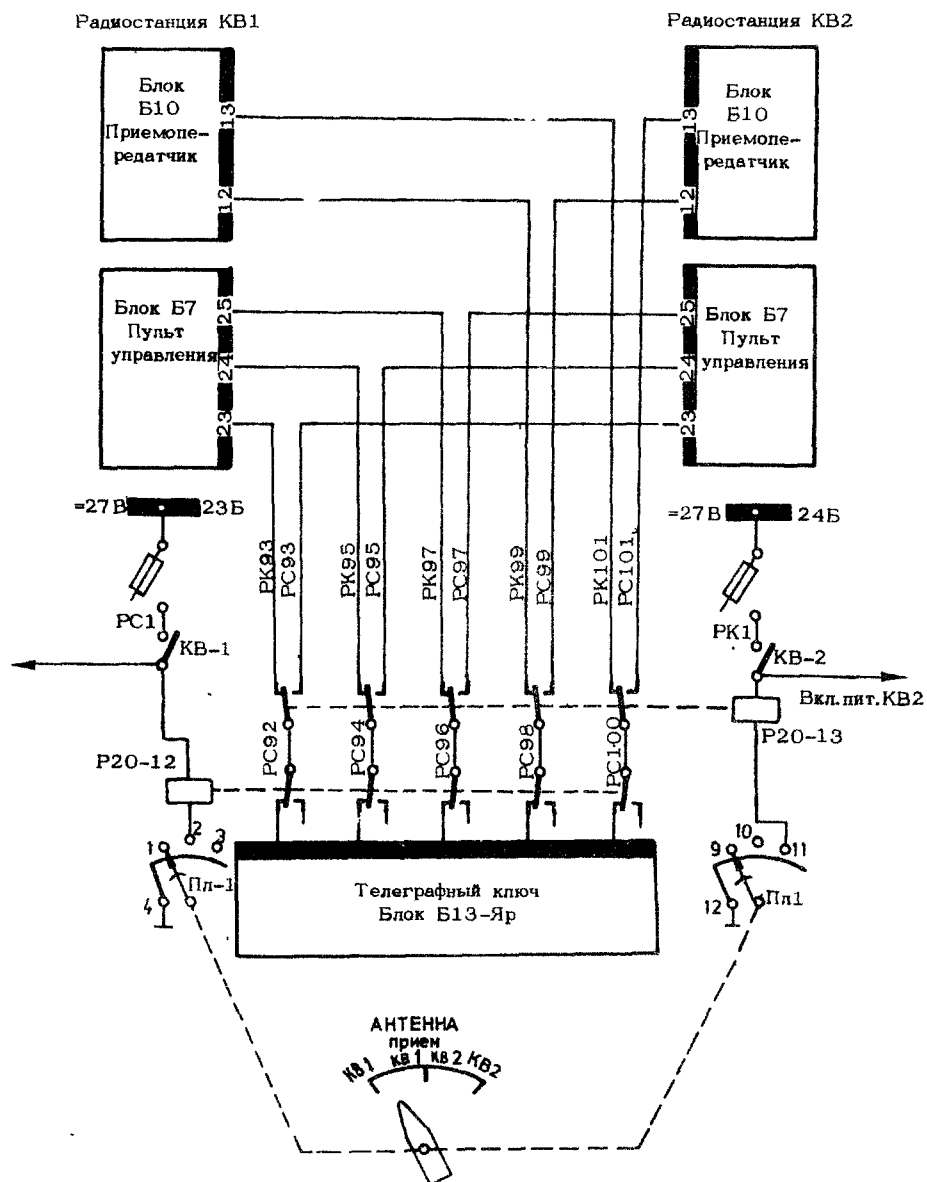 Радиостанция КВ1
Радиостанция КВ2
Блок
Б10
Приемопе-
редатчик
13
12
Блок
Б10
Приемопе-
редатчик
13
12
Блок Б7
Пульт
управления
25
24
23
Блок Б7
Пульт
управления
25
24
23
=27В
23Б
=27В
24Б
РК93
РС93
РК95
РС95
РК97
РС97
РК99
РС99
РК101
РС101
РС1
КВ-1
РК1
КВ-2
Вкл.пит.КВ2
РС92
РС94
РС96
РС98
РС100
Р20-12
Р20-13
1
2
3
4
Пл-1
9
10
11
12
Пл1
Телеграфный ключ
Блок Б13-Яр
АНТЕННА
прием
КВ1 КВ1 КВ2 КВ2